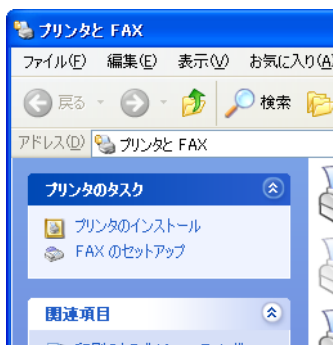 プリンタと FAX
ファイル(F) 編集(E) 表示(V) お気に入り(A)
戻る 検索
アドレス(D) プリンタと FAX
プリンタのタスク
プリンタのインストール
FAX のセットアップ
関連項目